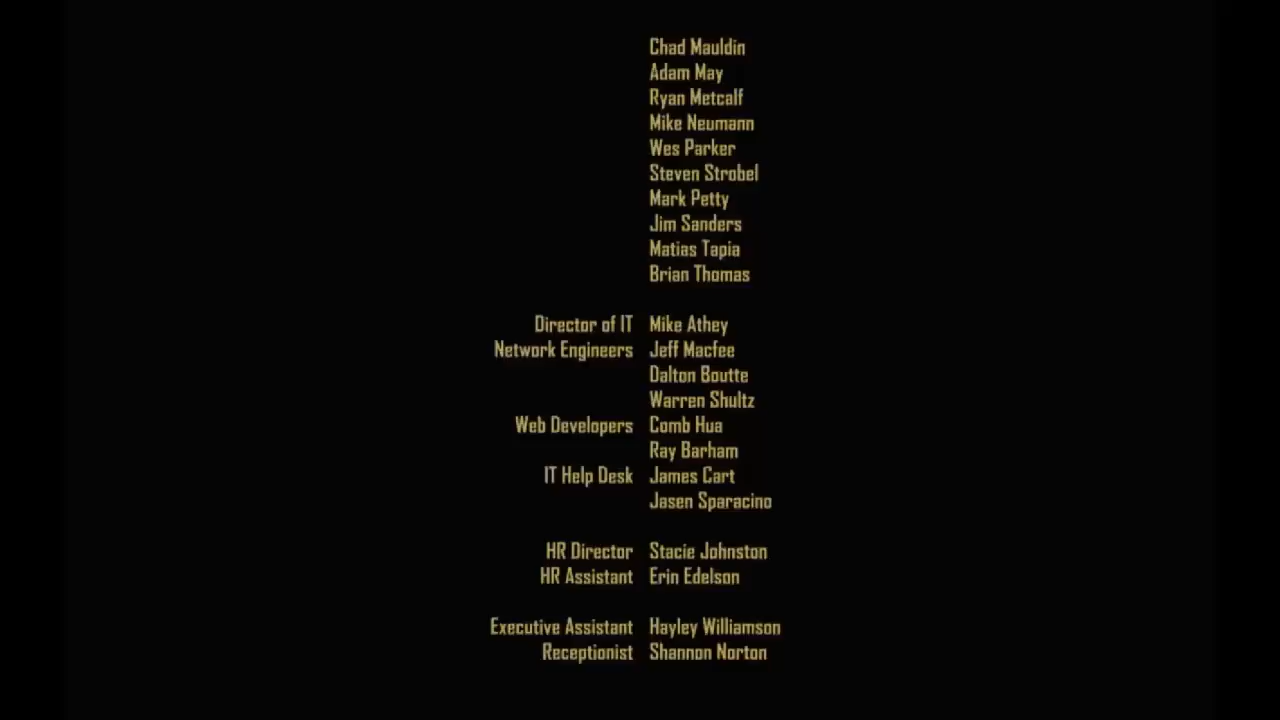 Chad Mauldin
Adam May
Ryan Metcalf
Mike Neumann
Wes Parker
Steven Strobel
Mark Petty
Jim Sanders
Matias Tapia
Brian Thomas
Director of IT Mike Athey
Network Engineers Jeff Macfee
Dalton Boutte
Warren Shultz
Web Developers Comb Hua
Ray Barham
IT Help Desk James Cart
Jasen Sparacino
HR Director Stacie Johnston
HR Assistant Erin Edelson
Executive Assistant Hayley Williamson
Receptionist Shannon Norton